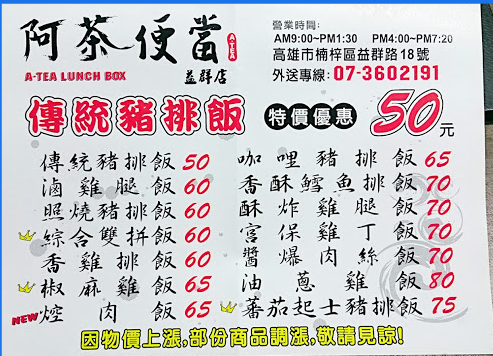 阿茶便當
A-TEA
A-TEA LUNCH BOX
益群店
營業時間:
AM9:00~PM1:30 PM4:00~PM7:20
高雄市楠梓區益群路18號
外送專線: 07-3602191
傳統豬排飯 特價優惠 50元
傳統豬排飯 50
滷雞腿飯 60
照燒豬排飯 60
綜合雙拼飯 60
香雞排飯 60
椒麻雞飯 65
NEW 焢肉飯 65
咖哩豬排飯 65
香酥鱈魚排飯 70
酥炸雞腿飯 70
宮保雞丁飯 70
醬爆肉絲飯 70
油蔥雞飯 80
蕃茄起士豬排飯 75
因物價上漲,部份商品調漲,敬請見諒!